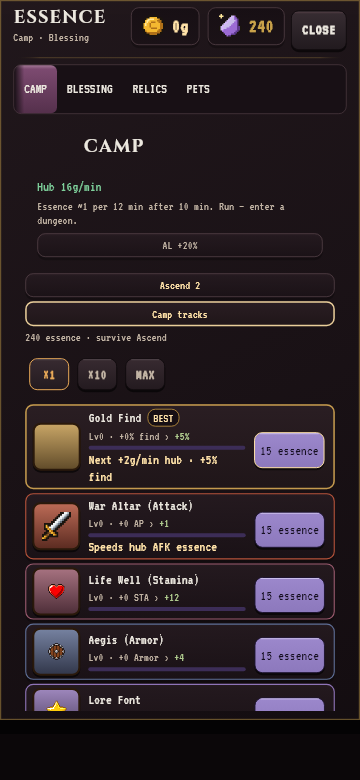 ESSENCE
Camp · Blessing
0g
240
CLOSE
CAMP
BLESSING
RELICS
PETS
CAMP
Hub 16g/min
Essence ≈1 per 12 min after 10 min. Run — enter a
dungeon.
AL +20%
Ascend 2
Camp tracks
240 essence · survive Ascend
X1
X10
MAX
Gold Find BEST
Lv0 · +0% find › +5%
Next +2g/min hub · +5%
find
15 essence
War Altar (Attack)
Lv0 · +0 AP › +1
Speeds hub AFK essence
15 essence
Life Well (Stamina)
Lv0 · +0 STA › +12
15 essence
Aegis (Armor)
Lv0 · +0 Armor › +4
15 essence
Lore Font